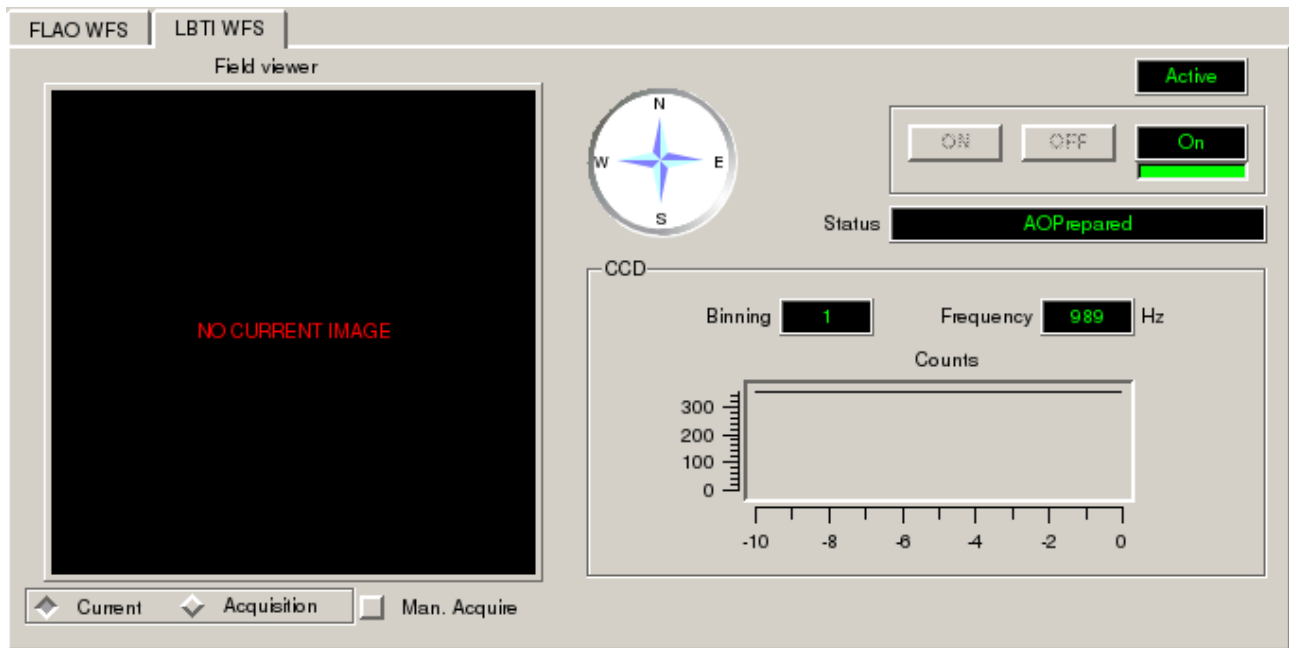 FLAO WFS
LBTI WFS
Field viewer
NO CURRENT IMAGE
Current
Acquisition
Man. Acquire
N
W E
S
Active
ON
OFF
On
Status AOPrepared
CCD
Binning 1
Frequency 989 Hz
Counts
300
200
100
0
-10 -8 -6 -4 -2 0